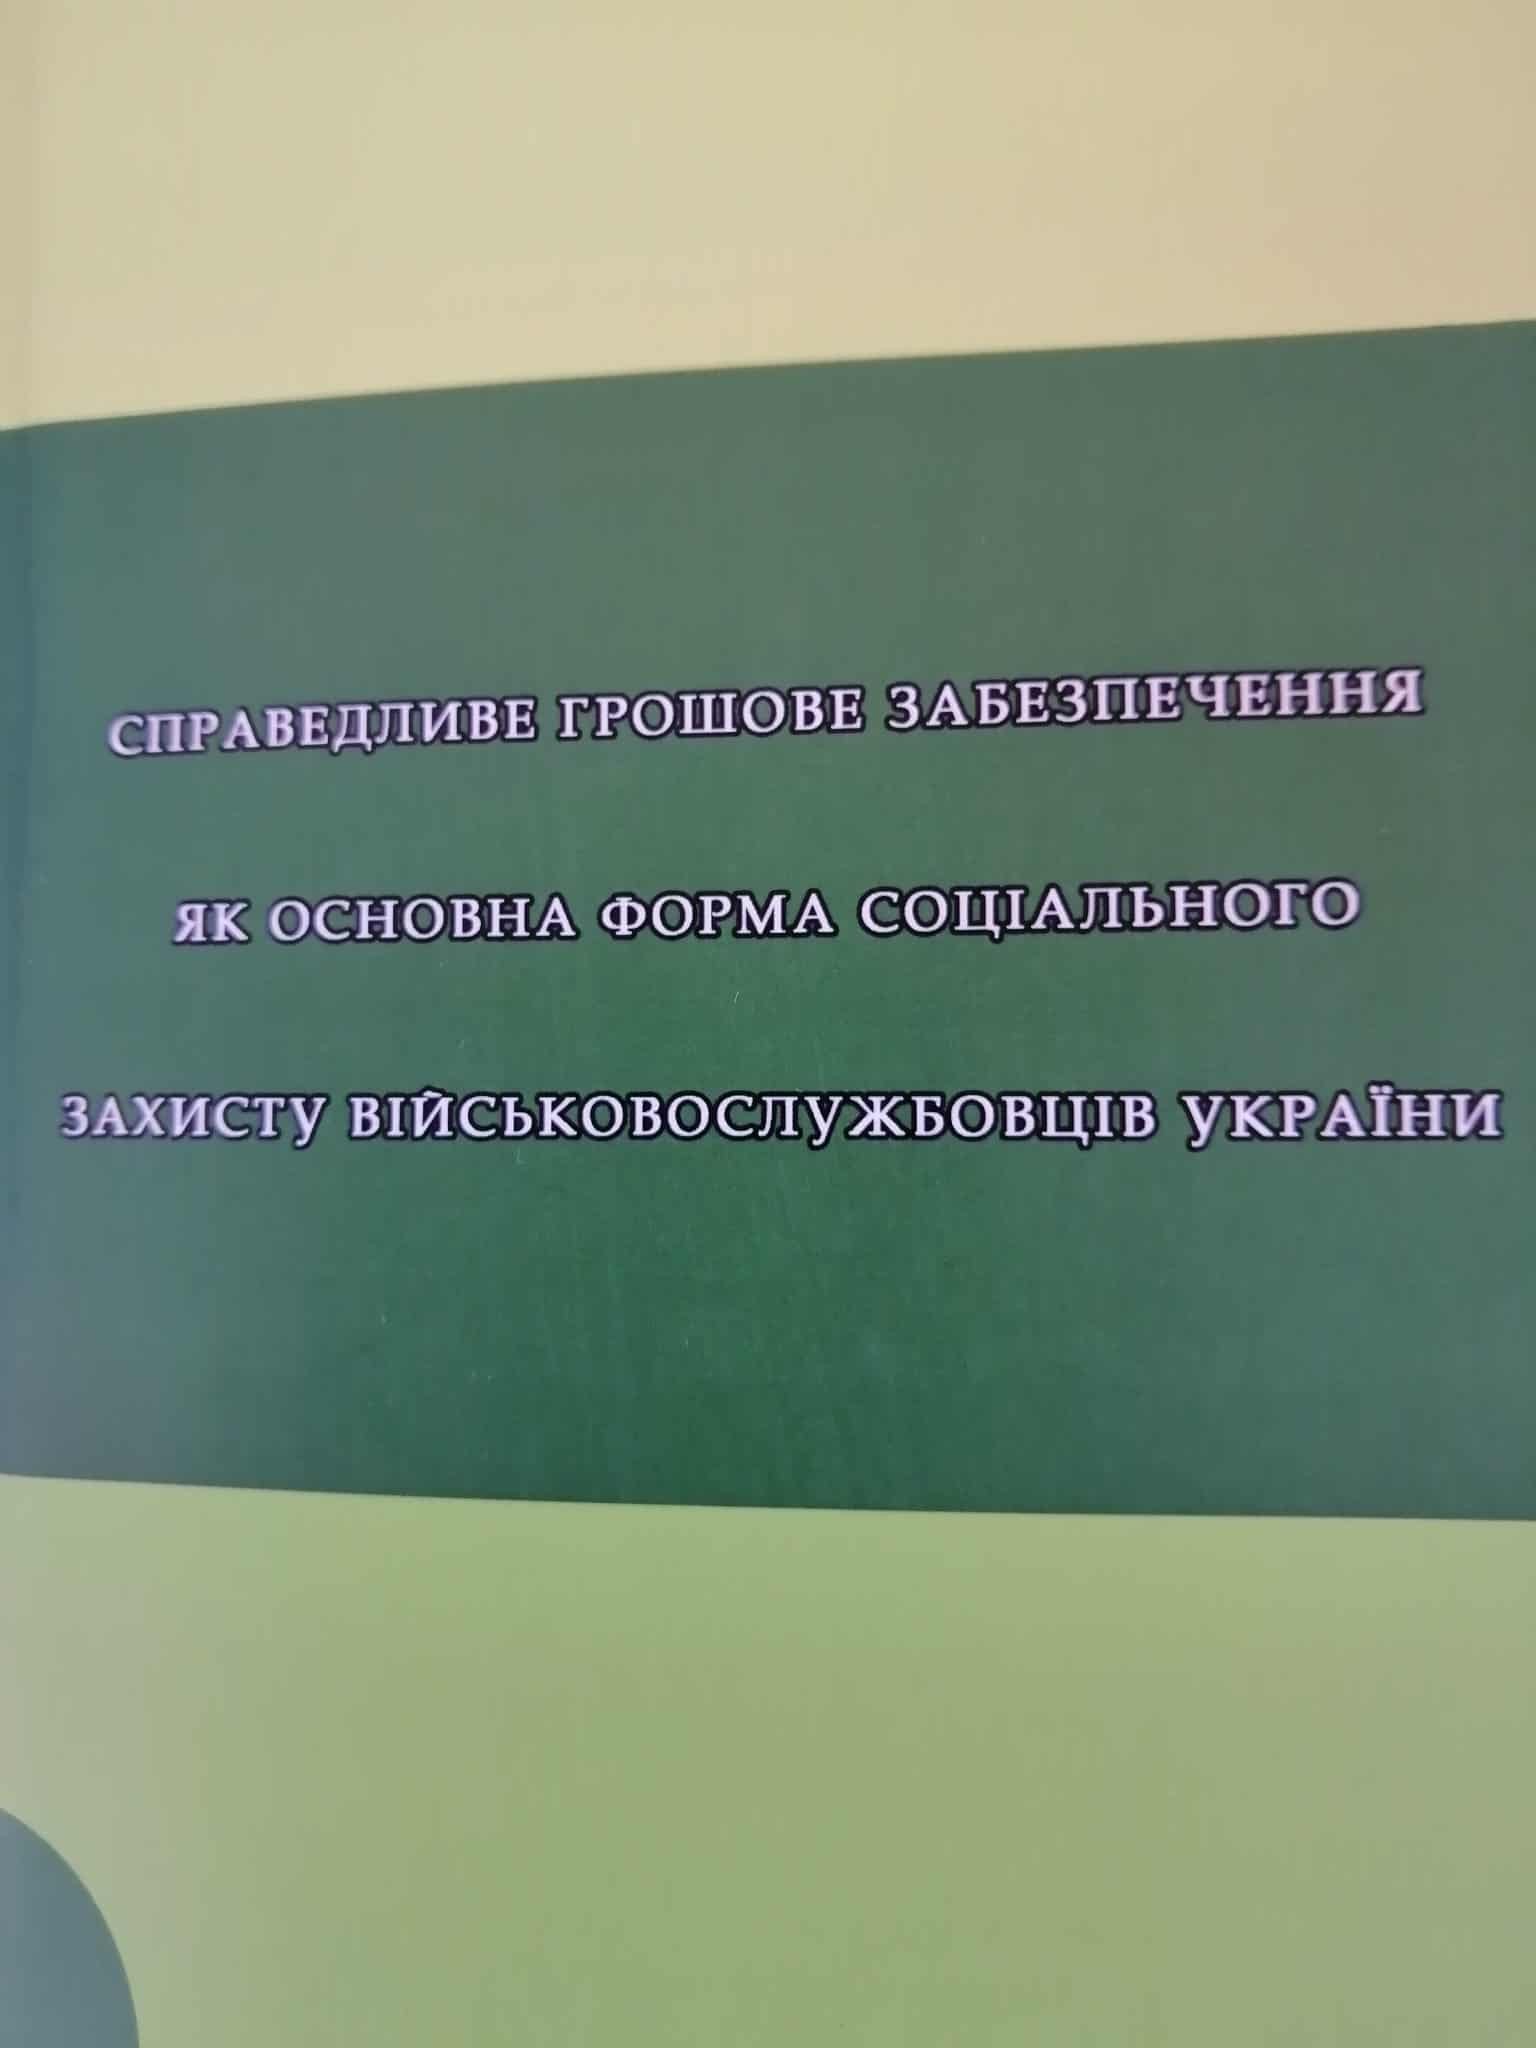 СПРАВЕДЛИВЕ ГРОШОВЕ ЗАБЕЗПЕЧЕННЯ
ЯК ОСНОВНА ФОРМА СОЦІАЛЬНОГО
ЗАХИСТУ ВІЙСЬКОВОСЛУЖБОВЦІВ УКРАЇНИ